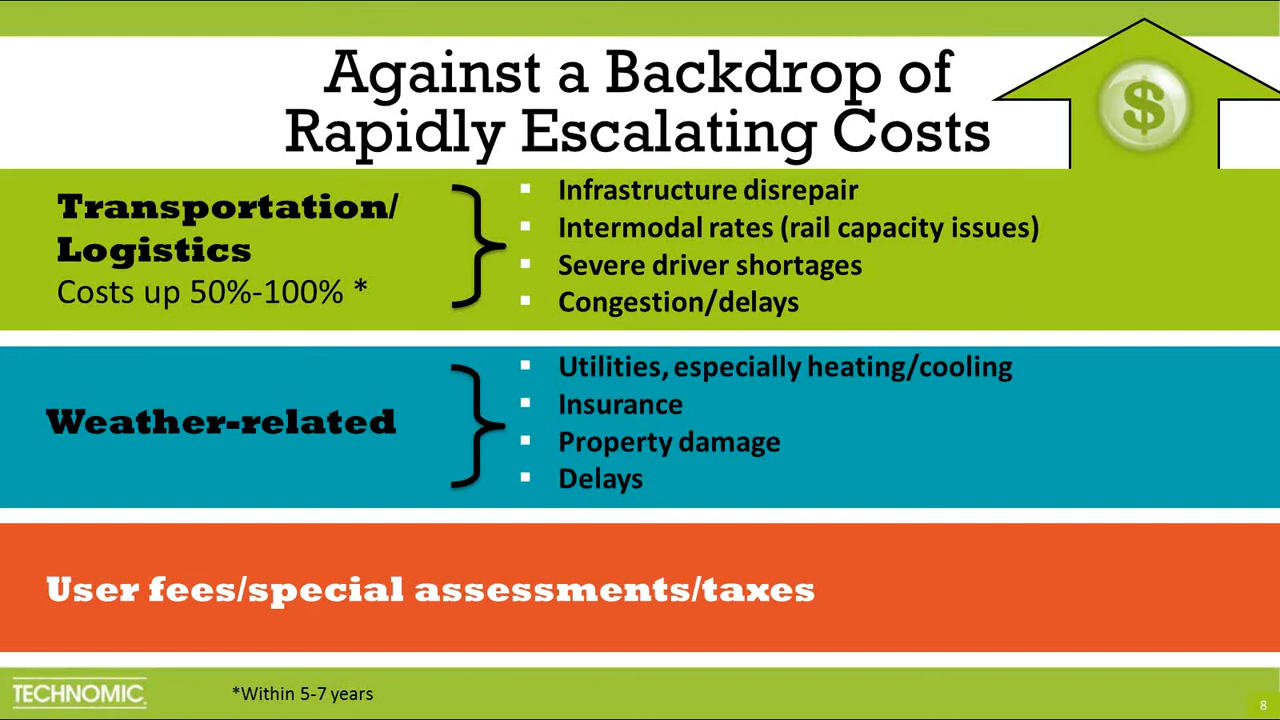 Against a Backdrop of
Rapidly Escalating Costs
$
Transportation/
Logistics
Costs up 50%-100% *
Infrastructure disrepair
Intermodal rates (rail capacity issues)
Severe driver shortages
Congestion/delays
Weather-related
Utilities, especially heating/cooling
Insurance
Property damage
Delays
User fees/special assessments/taxes
TECHNOMIC
*Within 5-7 years
8